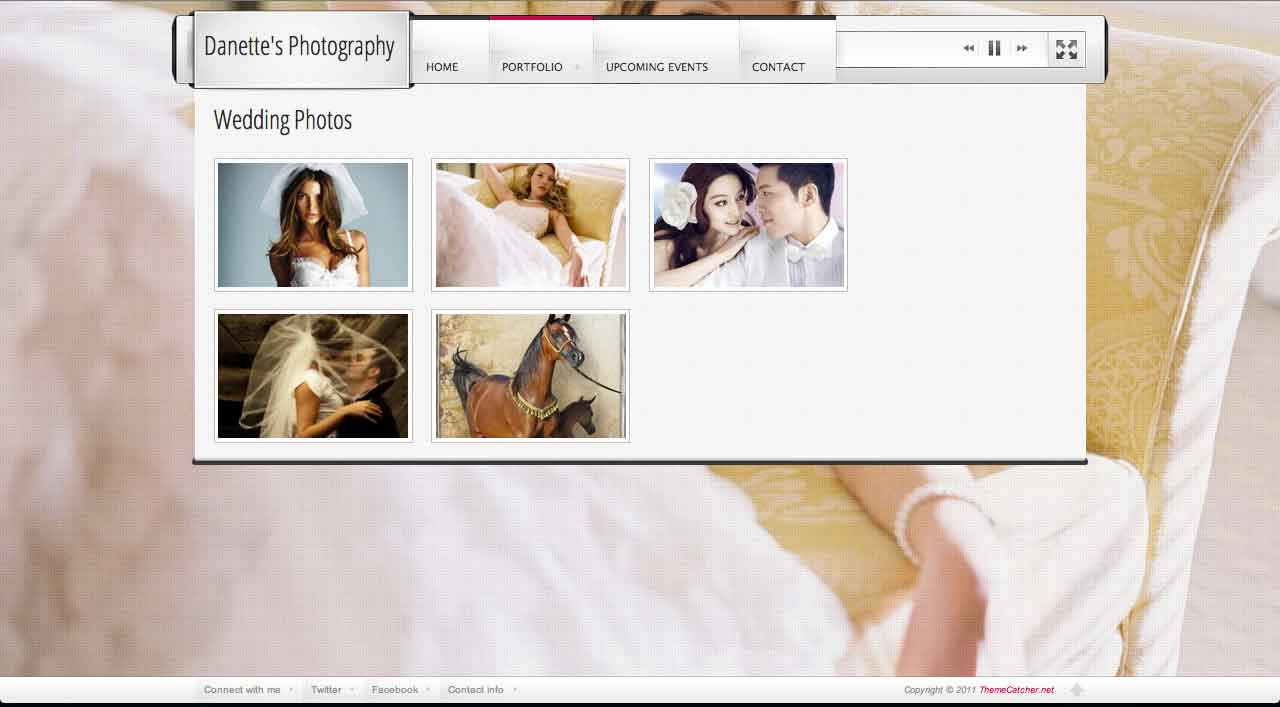 Danette's Photography
HOME PORTFOLIO UPCOMING EVENTS CONTACT
Wedding Photos
Connect with me Twitter Facebook Contact info Copyright © 2011 ThemeCatcher.net